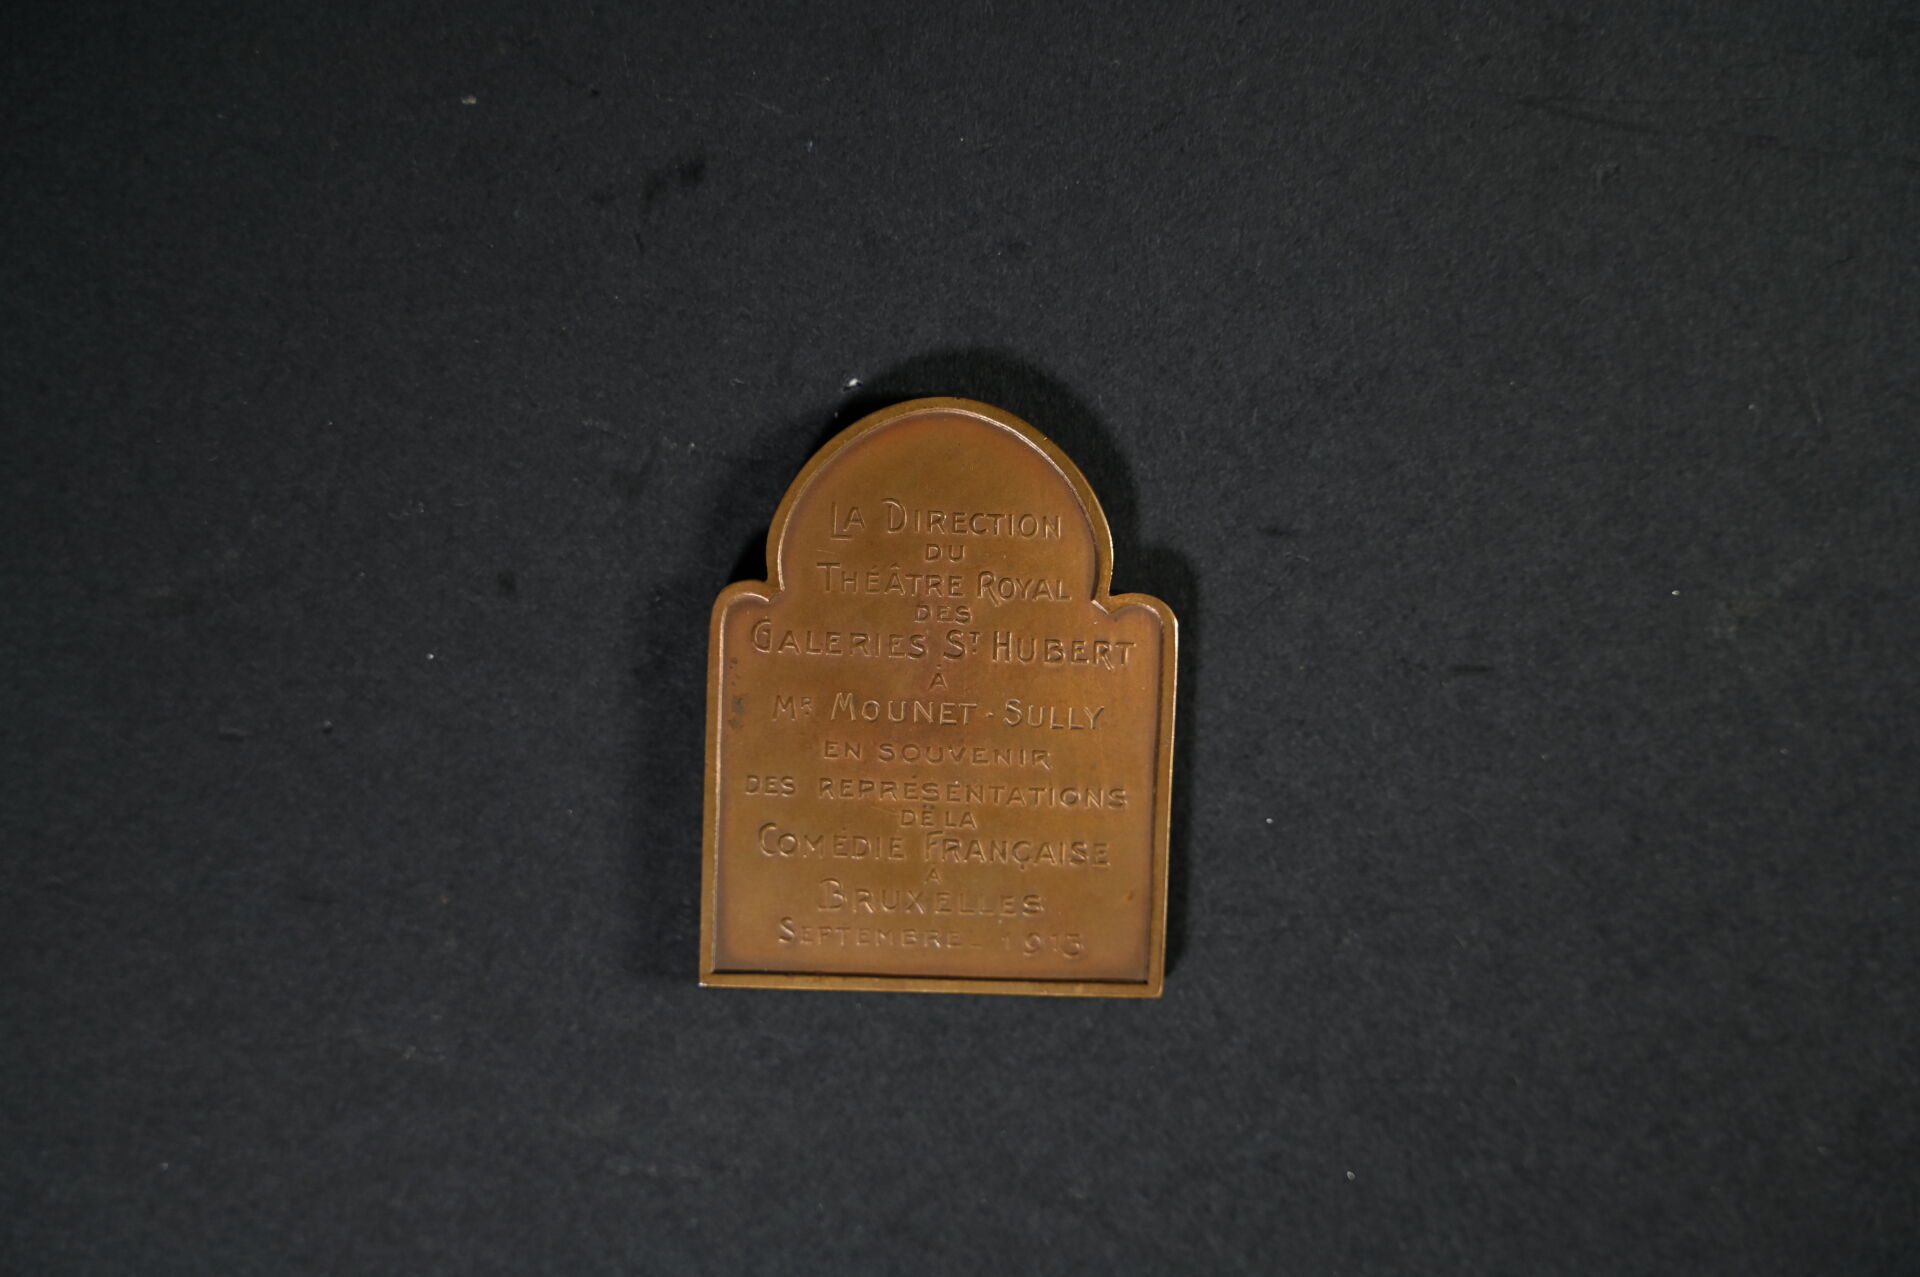 LA DIRECTION
DU
THÉÂTRE ROYAL
DES
GALERIES ST HUBERT
À
MR MOUNET-SULLY
EN SOUVENIR
DES REPRÉSENTATIONS
DE LA
COMÉDIE FRANÇAISE
A
BRUXELLES
SEPTEMBRE - 1913